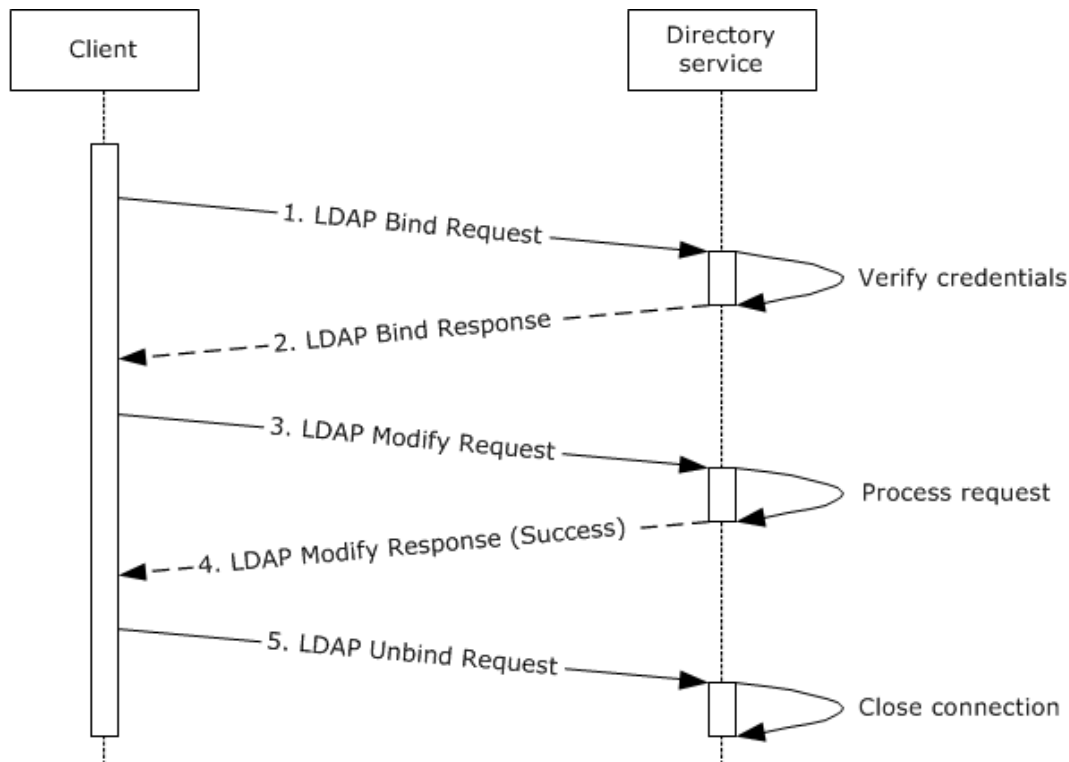 Client
Directory
service
1. LDAP Bind Request
Verify credentials
2. LDAP Bind Response
3. LDAP Modify Request
Process request
4. LDAP Modify Response (Success)
5. LDAP Unbind Request
Close connection